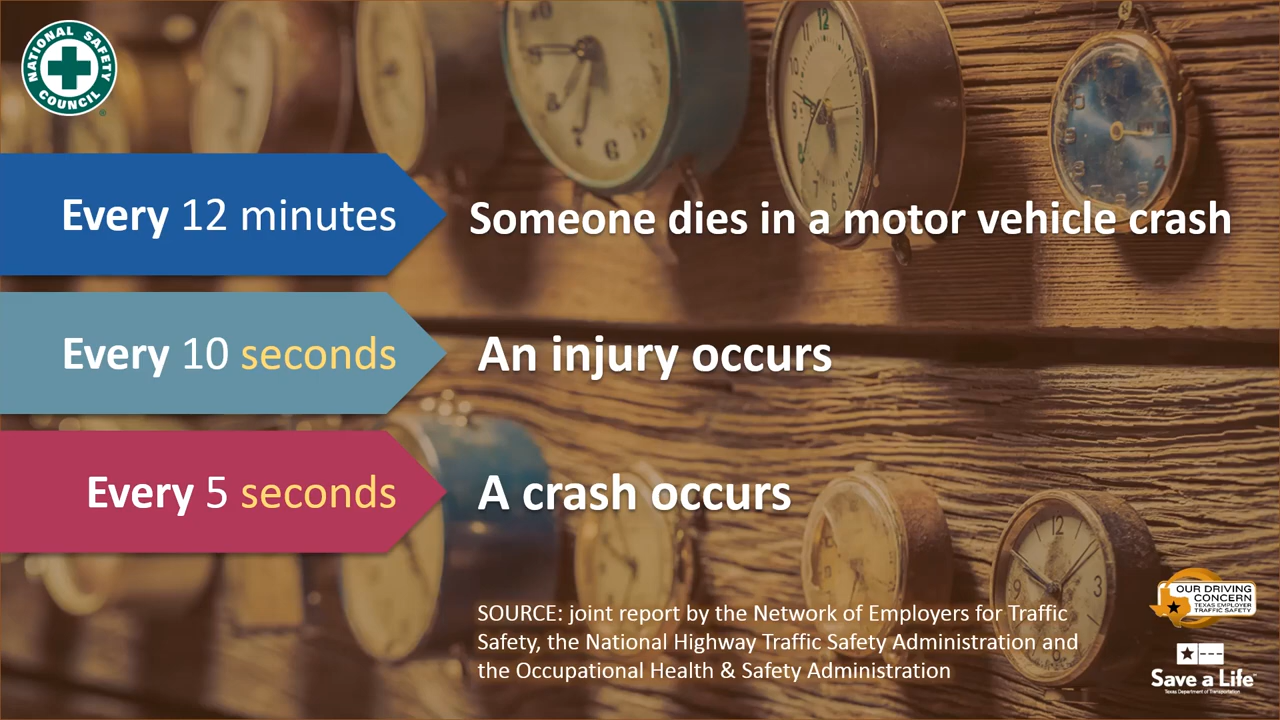 NATIONAL SAFETY
COUNCIL
Every 12 minutes
Someone dies in a motor vehicle crash
Every 10 seconds
An injury occurs
Every 5 seconds
A crash occurs
SOURCE: joint report by the Network of Employers for Traffic
Safety, the National Highway Traffic Safety Administration and
the Occupational Health & Safety Administration
OUR DRIVING
CONCERN
TEXAS EMPLOYER
TRAFFIC SAFETY
Save a Life
Texas Department of Transportation